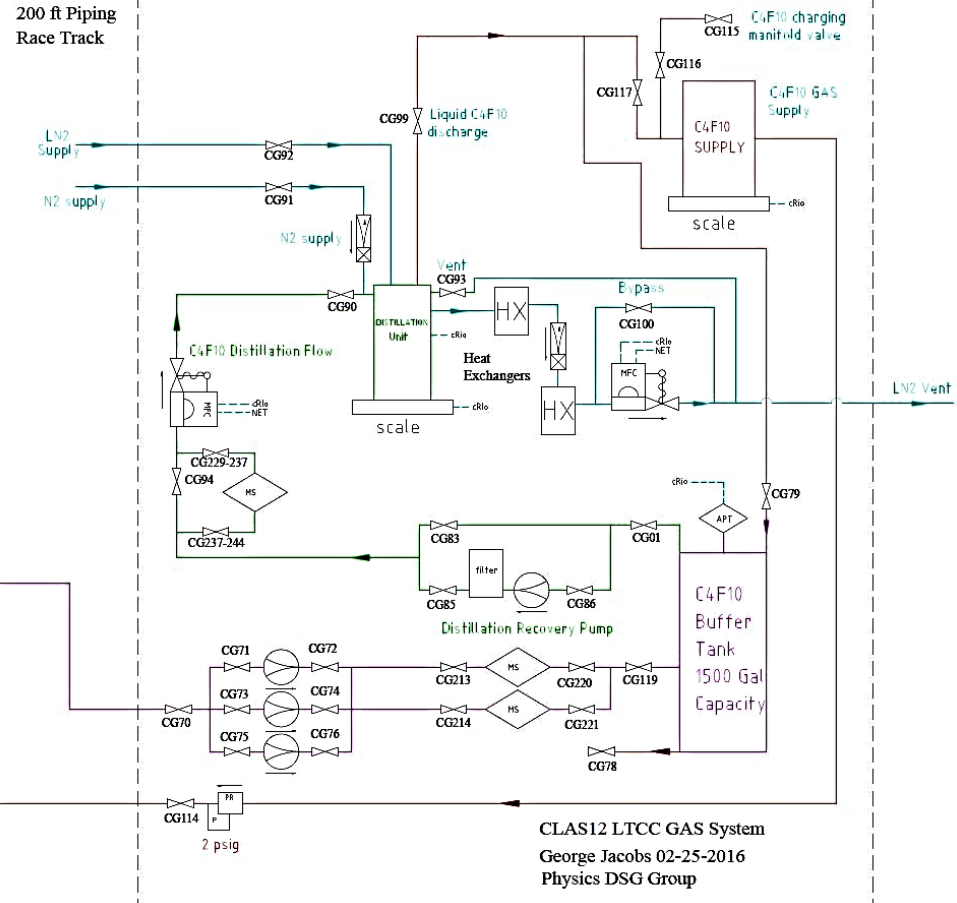 200 ft Piping
Race Track
C4F10 charging
manifold valve
CG115
CG116
CG117
C4F10 GAS
Supply
C4F10
SUPPLY
cRio
scale
CG99
Liquid C4F10
discharge
LN2
Supply
CG92
N2 supply
CG91
N2 supply
Vent
CG93
CG90
DISTILLATION
Unit
cRio
HX
Bypass
CG100
cRIo
NET
MFC
Heat
Exchangers
HX
LN2 Vent
C4F10 Distillation Flow
MFC
cRIo
NET
cRIo
scale
CG229-237
CG94
MS
CG237-244
cRio
CG79
APT
CG83
CG01
filter
CG85
CG86
Distillation Recovery Pump
C4F10
Buffer
Tank
1500 Gal
Capacity
CG71
CG72
CG213
MS
CG220
CG119
CG73
CG74
CG70
CG214
MS
CG221
CG75
CG76
CG78
CG114
PR
P
2 psig
CLAS12 LTCC GAS System
George Jacobs 02-25-2016
Physics DSG Group